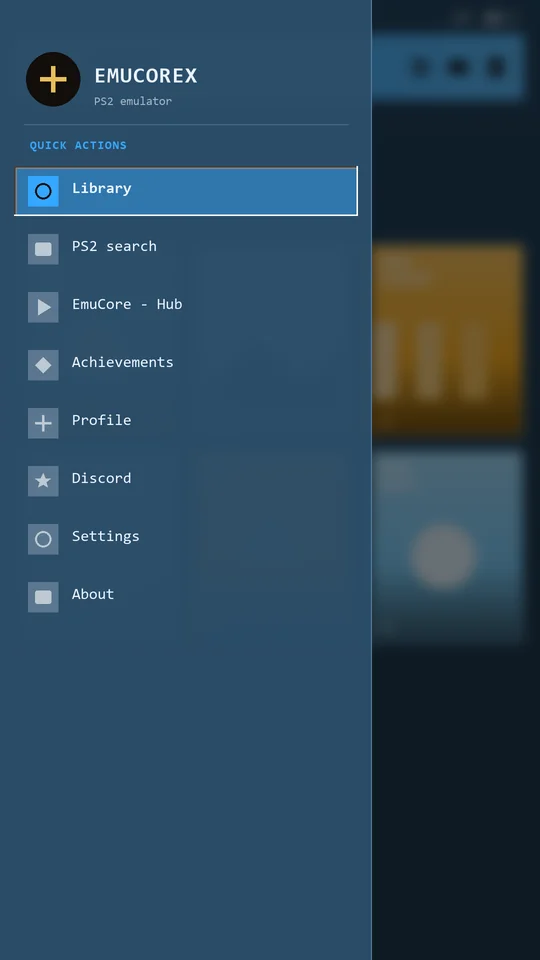 EMUCOREX
PS2 emulator
QUICK ACTIONS
Library
PS2 search
EmuCore - Hub
Achievements
Profile
Discord
Settings
About